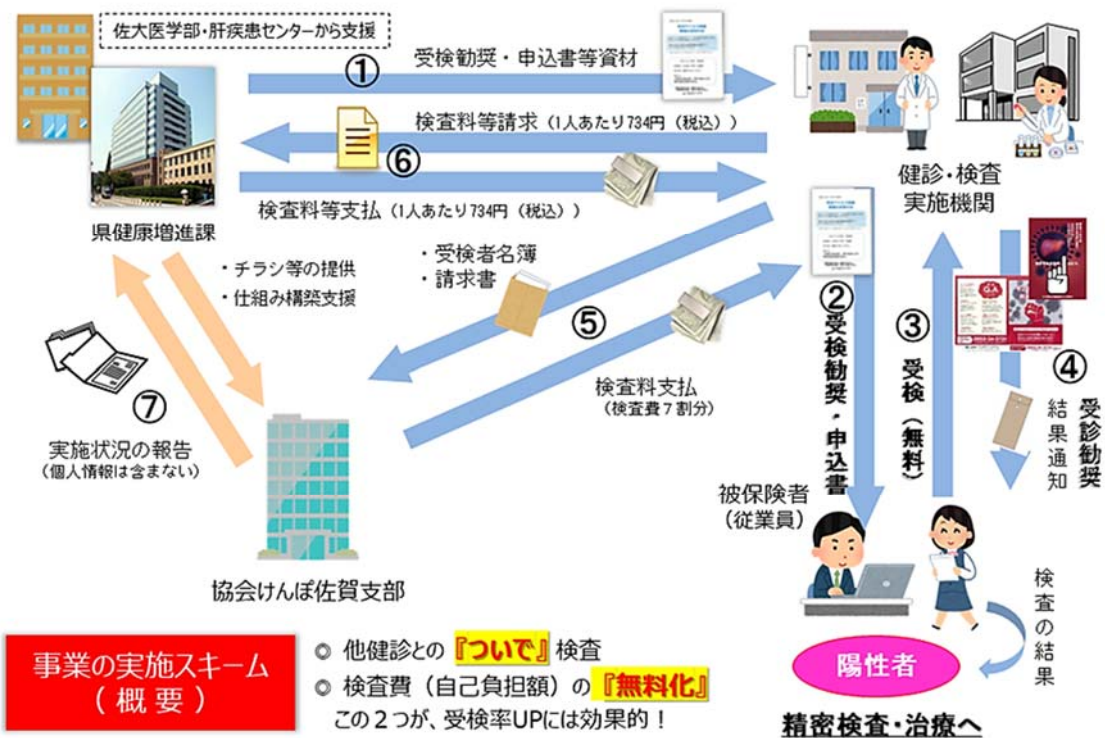 佐大医学部・肝疾患センターから支援
①
受検勧奨・申込書等資材
検査料等請求（1人あたり734円（税込））
⑥
検査料等支払（1人あたり734円（税込））
県健康増進課
健診・検査
実施機関
・チラシ等の提供
・仕組み構築支援
・受検者名簿
・請求書
⑤
検査料支払
（検査費７割分）
②
受検勧奨・申込書
③
受検（無料）
④
受診勧奨
結果通知
⑦
実施状況の報告
（個人情報は含まない）
協会けんぽ佐賀支部
被保険者
（従業員）
検査の結果
陽性者
精密検査・治療へ
事業の実施スキーム
（概要）
◎ 他健診との『ついで』検査
◎ 検査費（自己負担額）の『無料化』
この２つが、受検率UPには効果的！